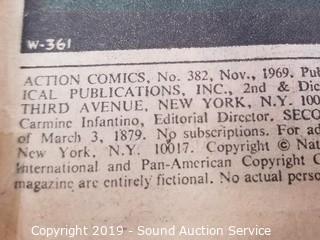 W-361
ACTION COMICS, No. 382, Nov., 1969. Pub
ICAL PUBLICATIONS, INC., 2nd & Dic
THIRD AVENUE, NEW YORK, N.Y. 100
Carmine Infantino, Editorial Director. SECO
of March 3, 1879. No subscriptions. For ad
New York, N.Y. 10017. Copyright © Nat
International and Pan-American Copyright C
magazine are entirely fictional. No actual perso
Copyright 2019 - Sound Auction Service